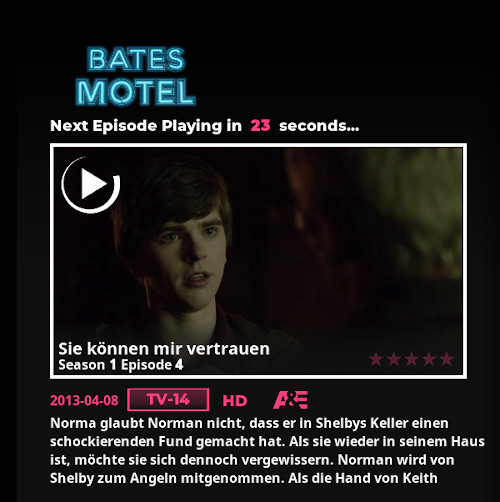 BATES
MOTEL
Next Episode Playing in 23 seconds...
Sie können mir vertrauen
Season 1 Episode 4
2013-04-08 TV-14 HD A&E
Norma glaubt Norman nicht, dass er in Shelbys Keller einen
schockierenden Fund gemacht hat. Als sie wieder in seinem Haus
ist, möchte sie sich dennoch vergewissern. Norman wird von
Shelby zum Angeln mitgenommen. Als die Hand von Keith